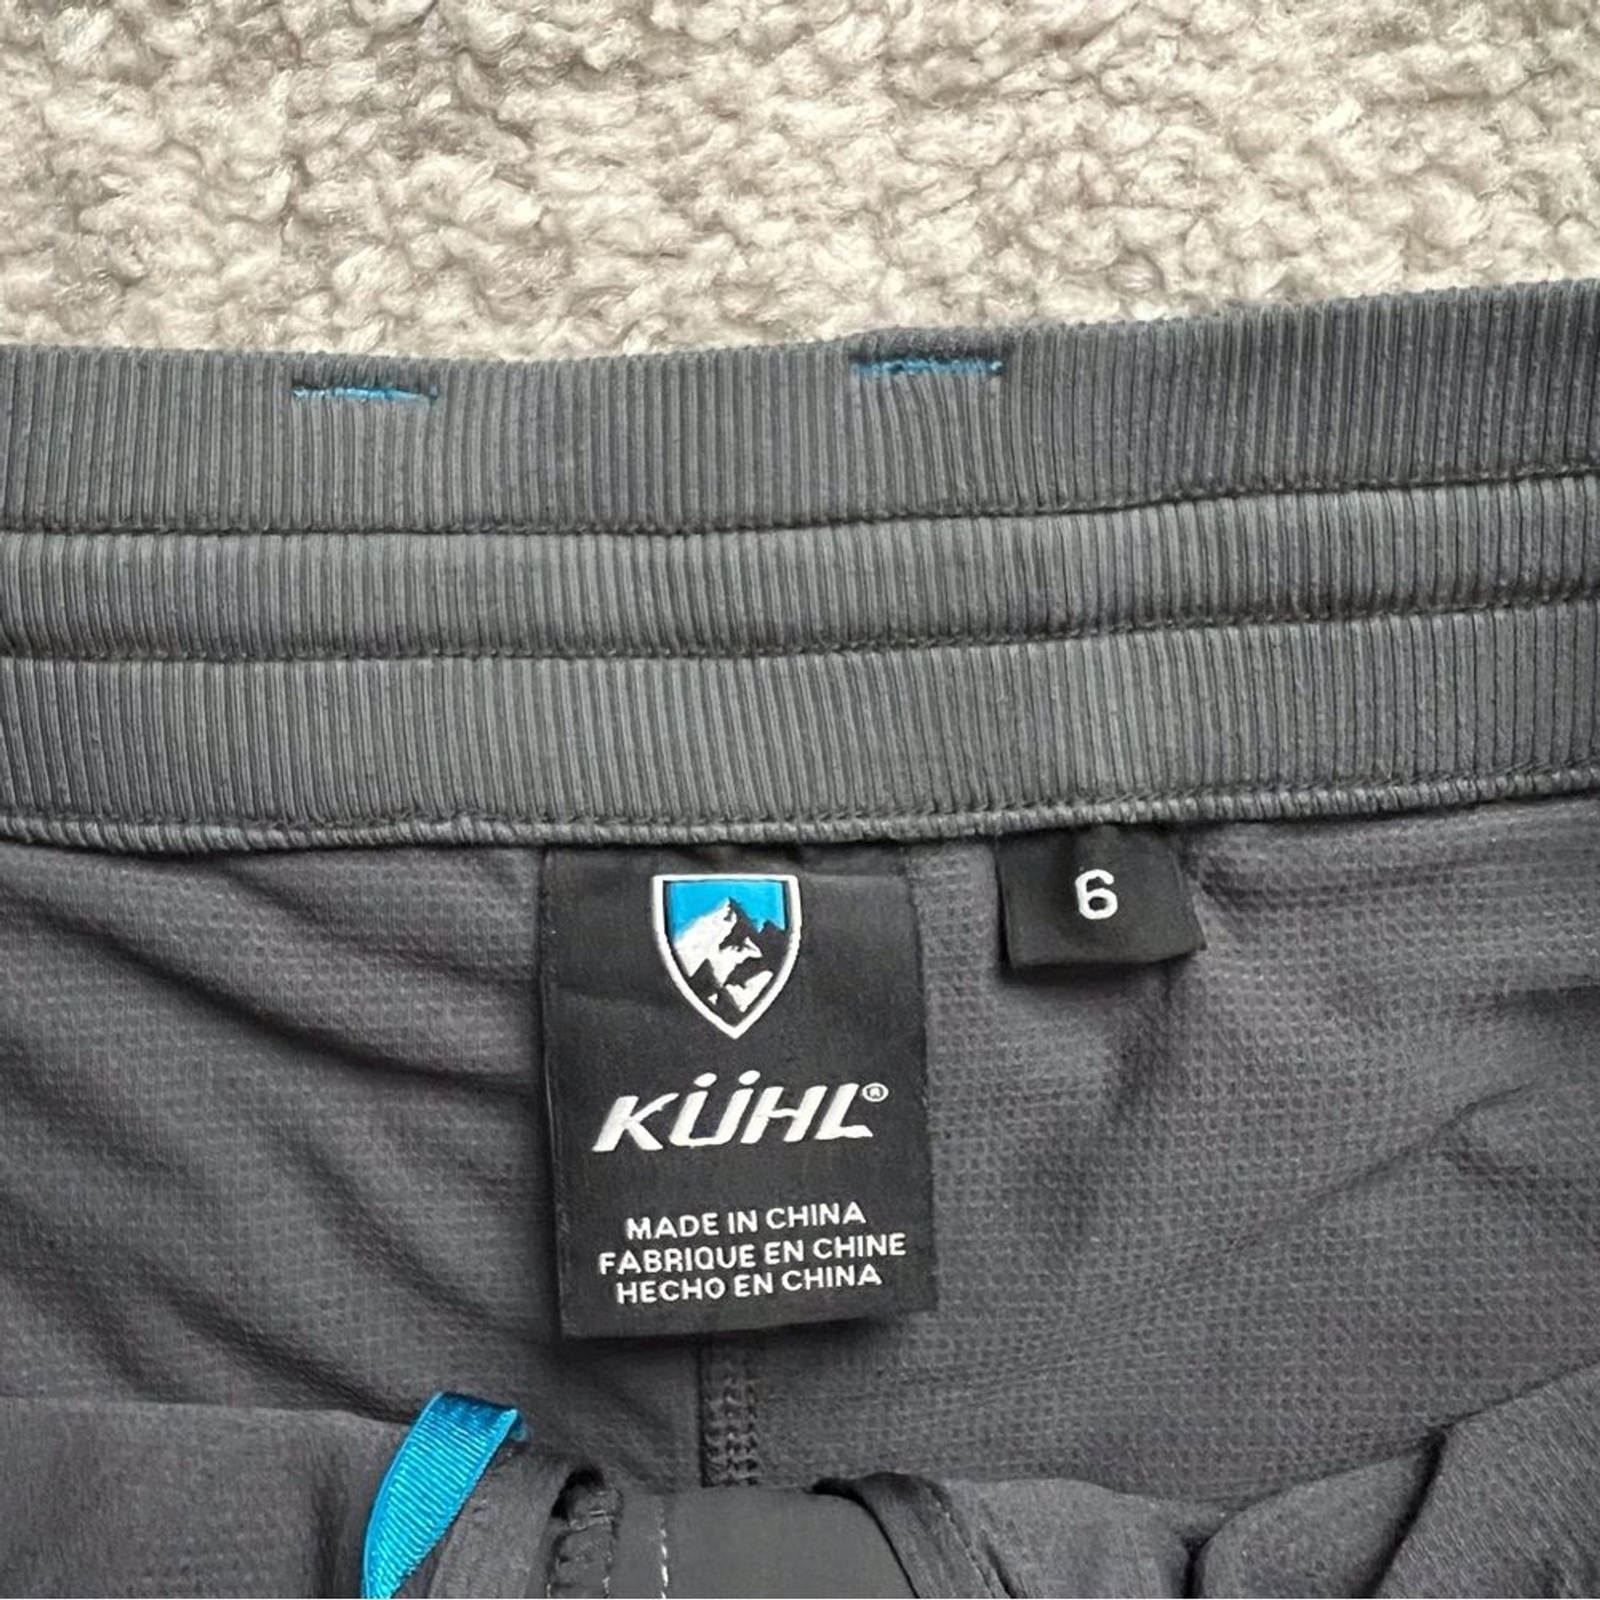 6
KÜHL®
MADE IN CHINA
FABRIQUE EN CHINE
HECHO EN CHINA